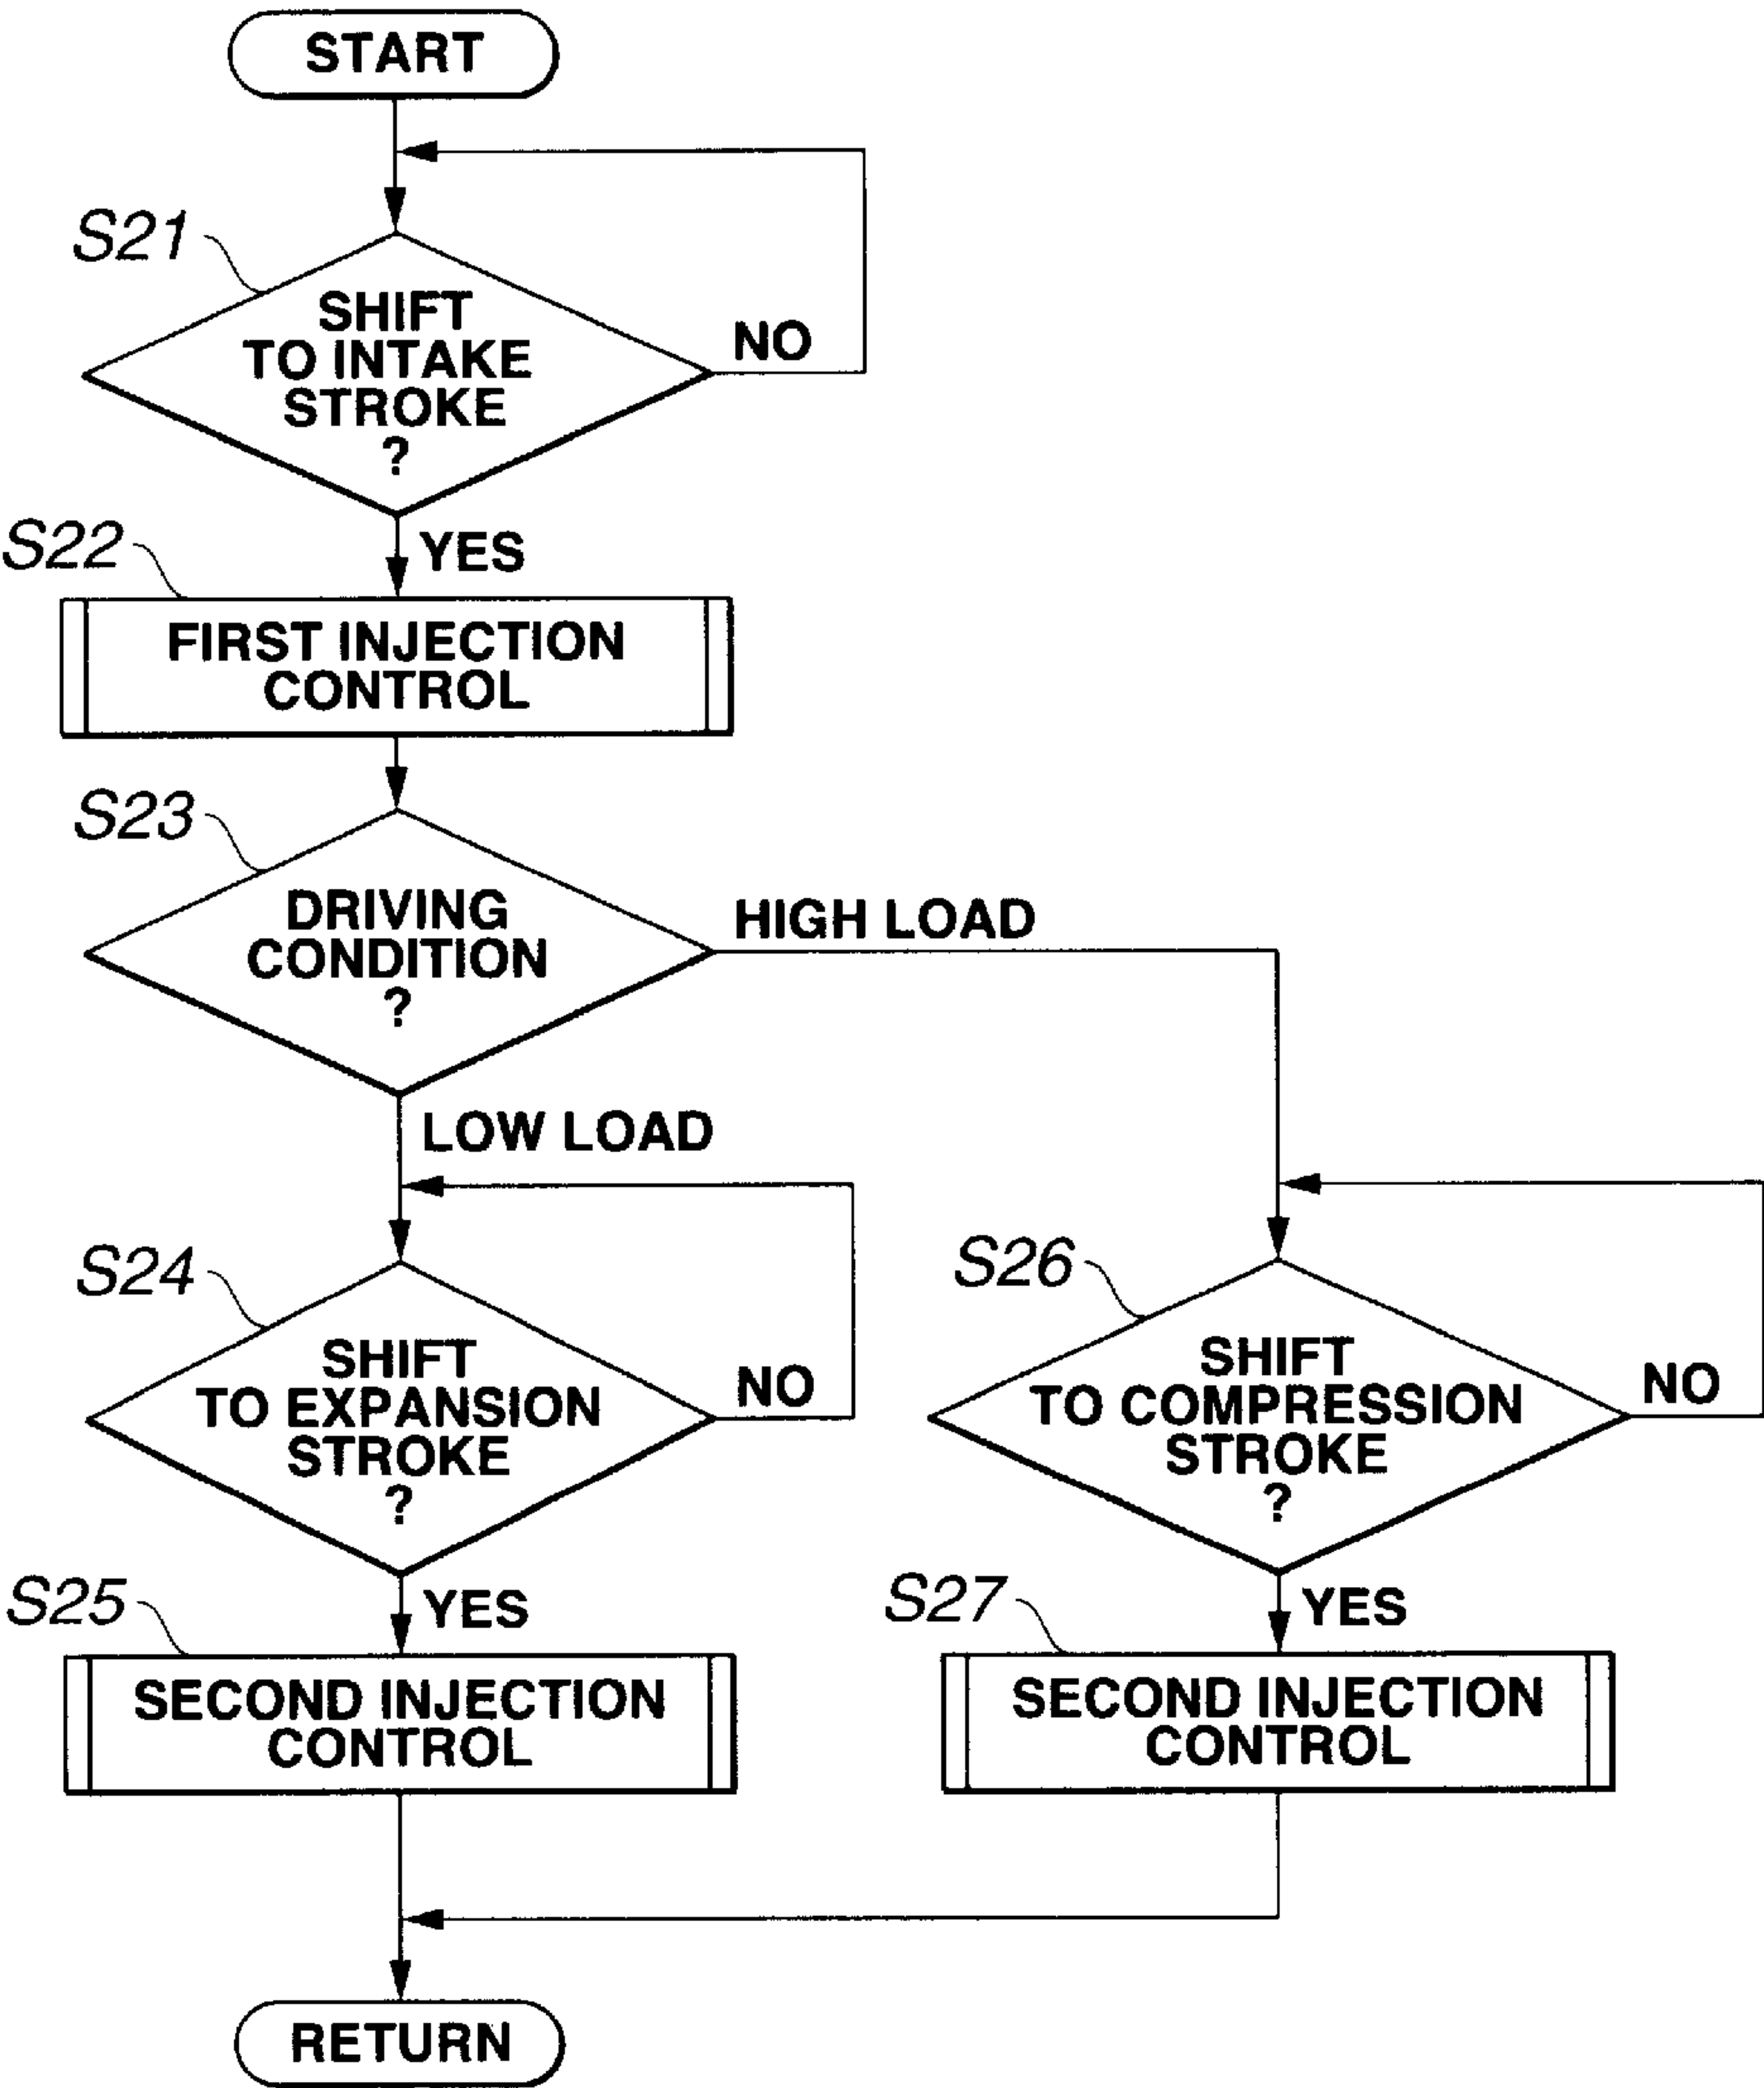 START
S21
SHIFT
TO INTAKE
STROKE
?
NO
YES
S22
FIRST INJECTION
CONTROL
S23
DRIVING
CONDITION
?
HIGH LOAD
LOW LOAD
S24
SHIFT
TO EXPANSION
STROKE
?
NO
S26
SHIFT
TO COMPRESSION
STROKE
?
NO
YES
S25
SECOND INJECTION
CONTROL
YES
S27
SECOND INJECTION
CONTROL
RETURN